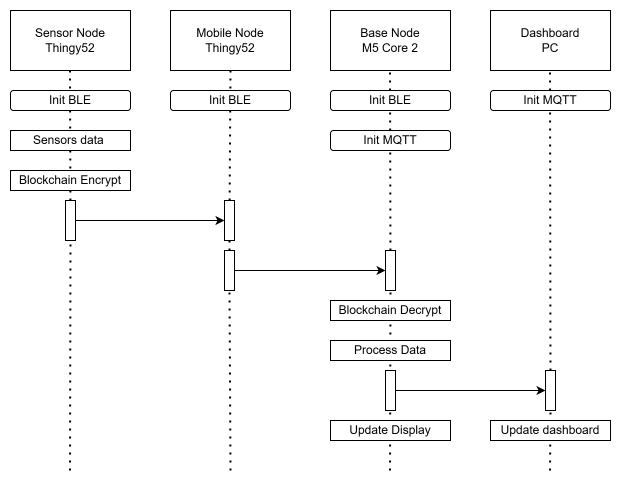 Sensor Node
Thingy52
Mobile Node
Thingy52
Base Node
M5 Core 2
Dashboard
PC
Init BLE
Init BLE
Init BLE
Init MQTT
Sensors data
Init MQTT
Blockchain Encrypt
Blockchain Decrypt
Process Data
Update Display
Update dashboard